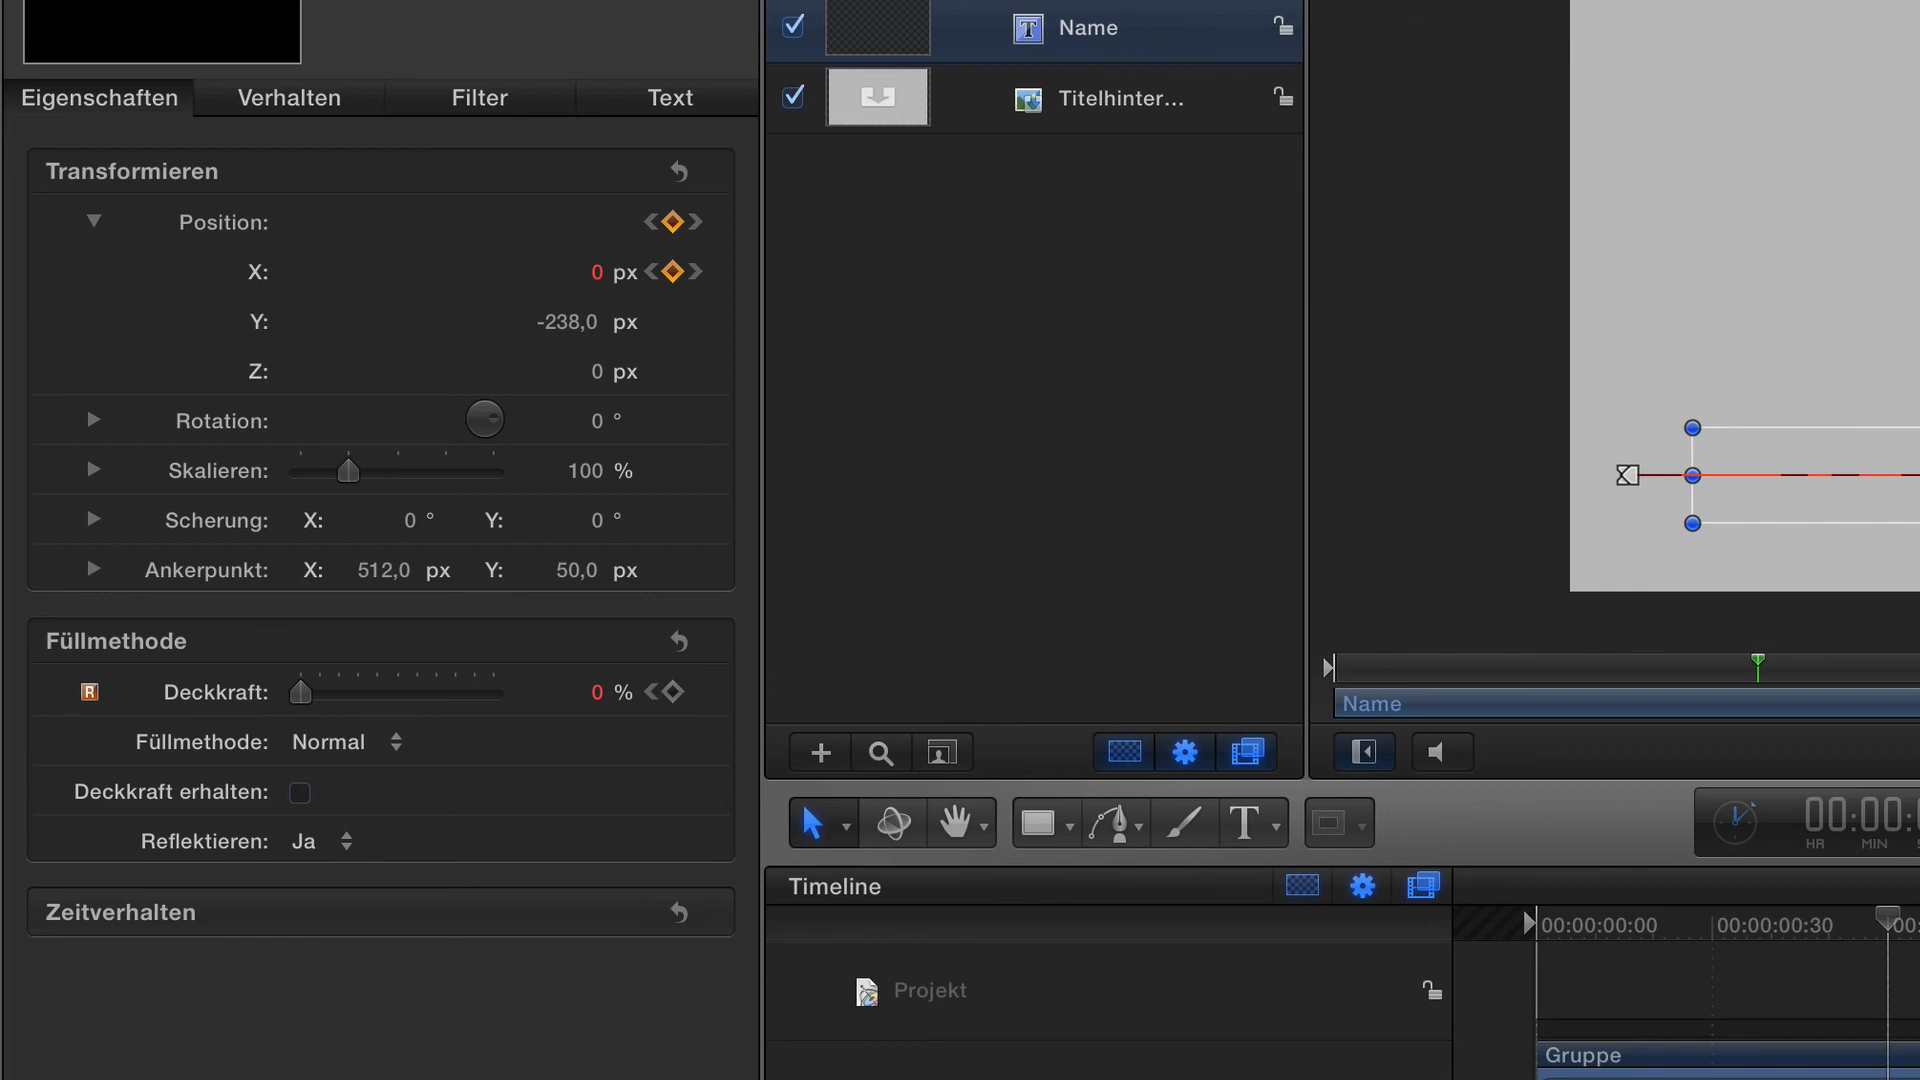 Name
Titelhinter...
Eigenschaften
Verhalten
Filter
Text
Transformieren
Position:
X: 0 px
Y: -238,0 px
Z: 0 px
Rotation: 0 °
Skalieren: 100 %
Scherung: X: 0 ° Y: 0 °
Ankerpunkt: X: 512,0 px Y: 50,0 px
Füllmethode
R Deckkraft: 0 %
Füllmethode: Normal
Deckkraft erhalten:
Reflektieren: Ja
Zeitverhalten
Name
T
00:00:
HR MIN
Timeline
00:00:00:00
00:00:00:30
00:
Projekt
Gruppe